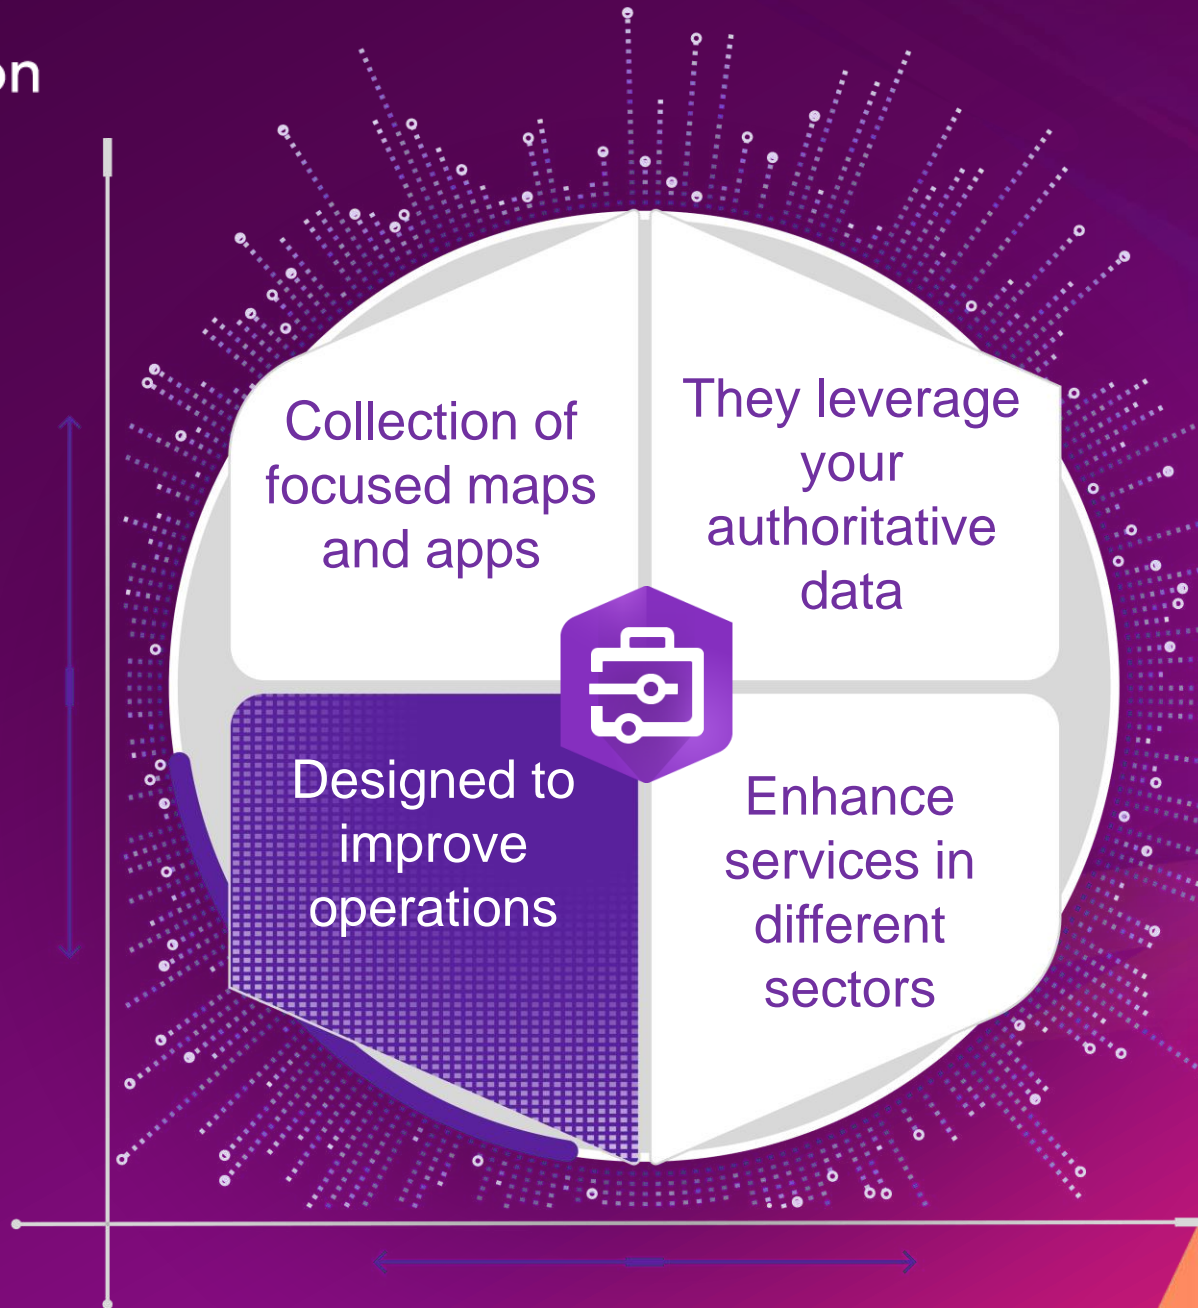 on
Collection of
focused maps
and apps
They leverage
your
authoritative
data
Designed to
improve
operations
Enhance
services in
different
sectors